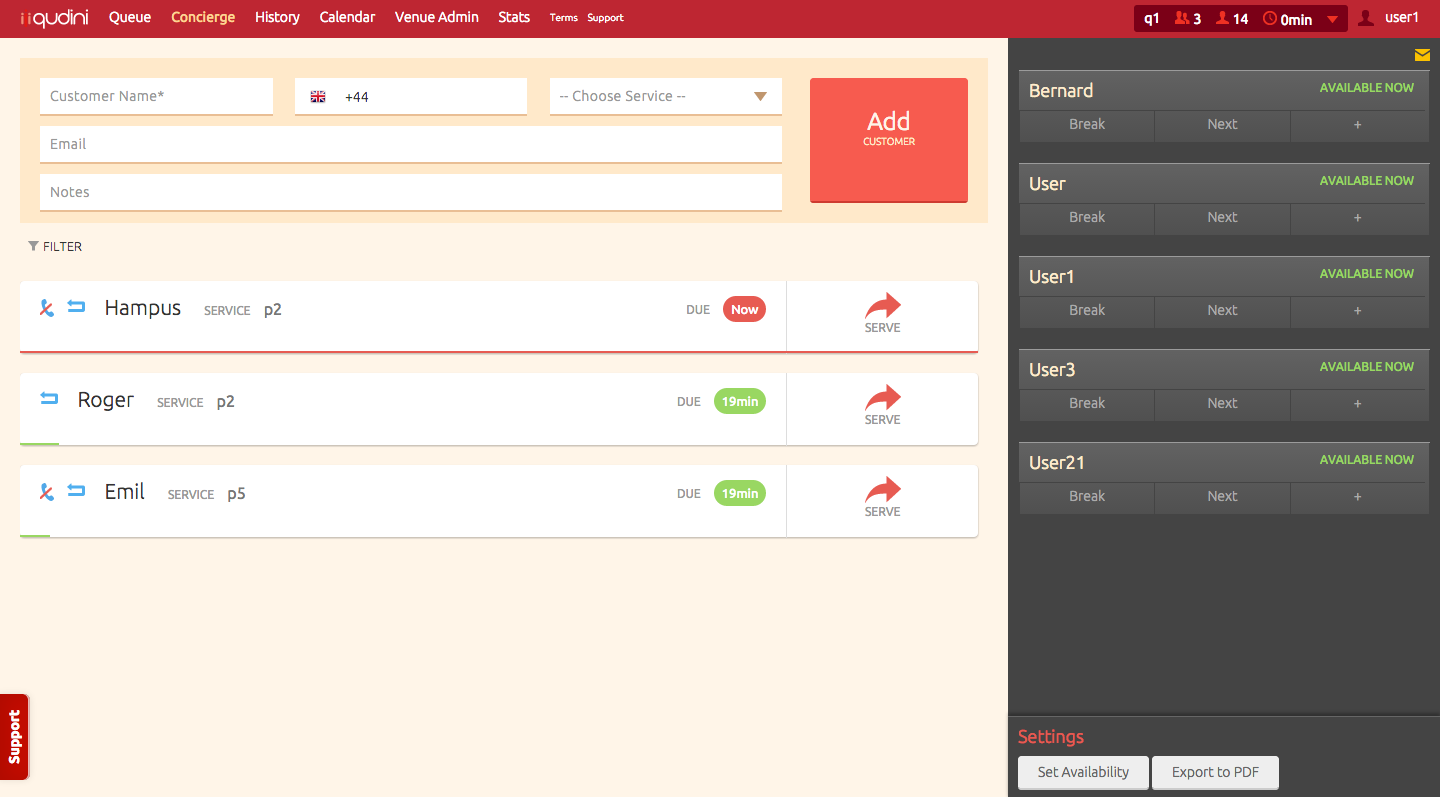 qudini Queue Concierge History Calendar Venue Admin Stats Terms Support q1 3 14 0min user1
Customer Name* +44 -- Choose Service --
Email
Notes
Add
CUSTOMER
FILTER
Hampus SERVICE p2 DUE Now SERVE
Roger SERVICE p2 DUE 19min SERVE
Emil SERVICE p5 DUE 19min SERVE
Support
Bernard AVAILABLE NOW
Break Next +
User AVAILABLE NOW
Break Next +
User1 AVAILABLE NOW
Break Next +
User3 AVAILABLE NOW
Break Next +
User21 AVAILABLE NOW
Break Next +
Settings
Set Availability Export to PDF